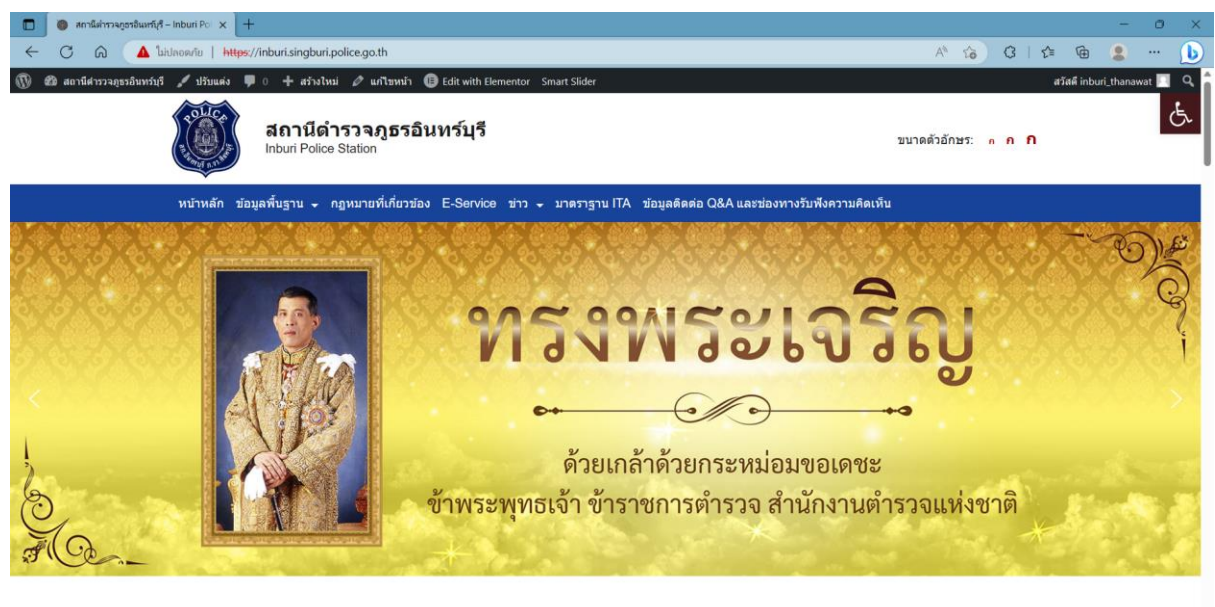 สถานีตำรวจภูธรอินทร์บุรี – Inburi Pol
ไม่ปลอดภัย | https://inburi.singburi.police.go.th
สถานีตำรวจภูธรอินทร์บุรี ปรับแต่ง 0 สร้างใหม่ แก้ไขหน้า Edit with Elementor Smart Slider สวัสดี inburi_thanawat
POLICE
สถานีตำรวจภูธรอินทร์บุรี
Inburi Police Station
ขนาดตัวอักษร: ก ก ก
หน้าหลัก ข้อมูลพื้นฐาน กฎหมายที่เกี่ยวข้อง E-Service ข่าว มาตราฐาน ITA ข้อมูลติดต่อ Q&A และช่องทางรับฟังความคิดเห็น
ทรงพระเจริญ
ด้วยเกล้าด้วยกระหม่อมขอเดชะ
ข้าพระพุทธเจ้า ข้าราชการตำรวจ สำนักงานตำรวจแห่งชาติ